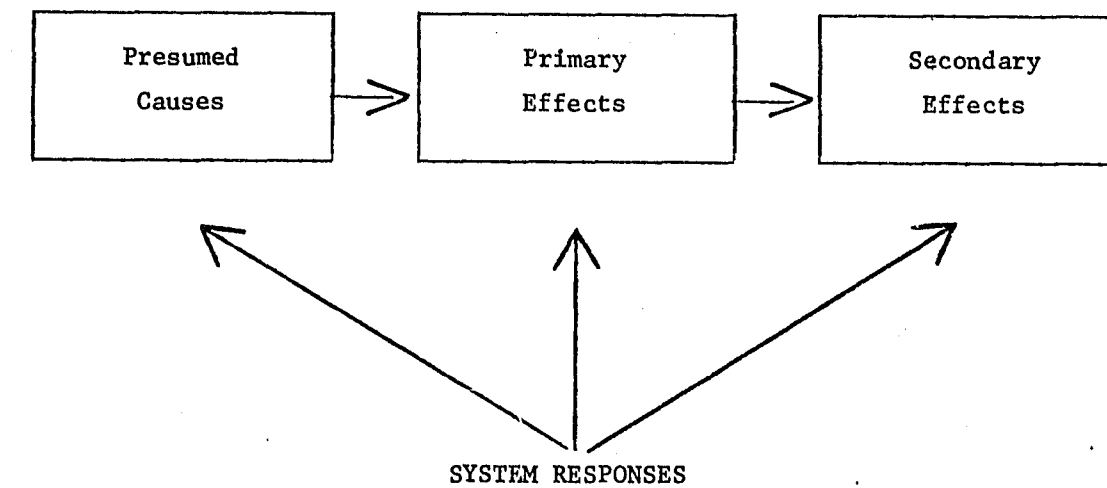 Presumed
Causes
Primary
Effects
Secondary
Effects
SYSTEM RESPONSES